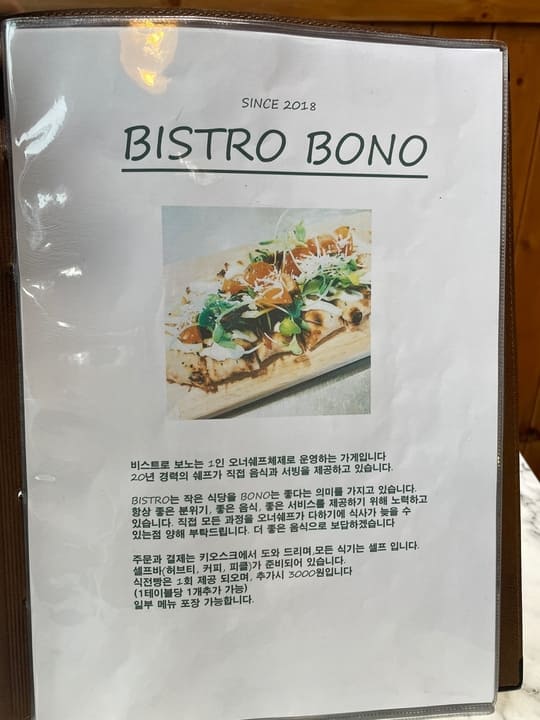 SINCE 2018
BISTRO BONO
비스트로 보노는 1인 오너쉐프체제로 운영하는 가게입니다
20년 경력의 쉐프가 직접 음식과 서빙을 제공하고 있습니다.
BISTRO는 작은 식당을 BONO는 좋다는 의미를 가지고 있습니다.
항상 좋은 분위기, 좋은 음식, 좋은 서비스를 제공하기 위해 노력하고
있습니다. 직접 모든 과정을 오너쉐프가 다하기에 식사가 늦을 수
있는점 양해 부탁드립니다. 더 좋은 음식으로 보답하겠습니다
주문과 결제는 키오스크에서 도와 드리며,모든 식기는 셀프 입니다.
셀프바(허브티, 커피, 피클)가 준비되어 있습니다.
식전빵은 1회 제공 되오며, 추가시 3000원입니다
(1테이블당 1개추가 가능)
일부 메뉴 포장 가능합니다.